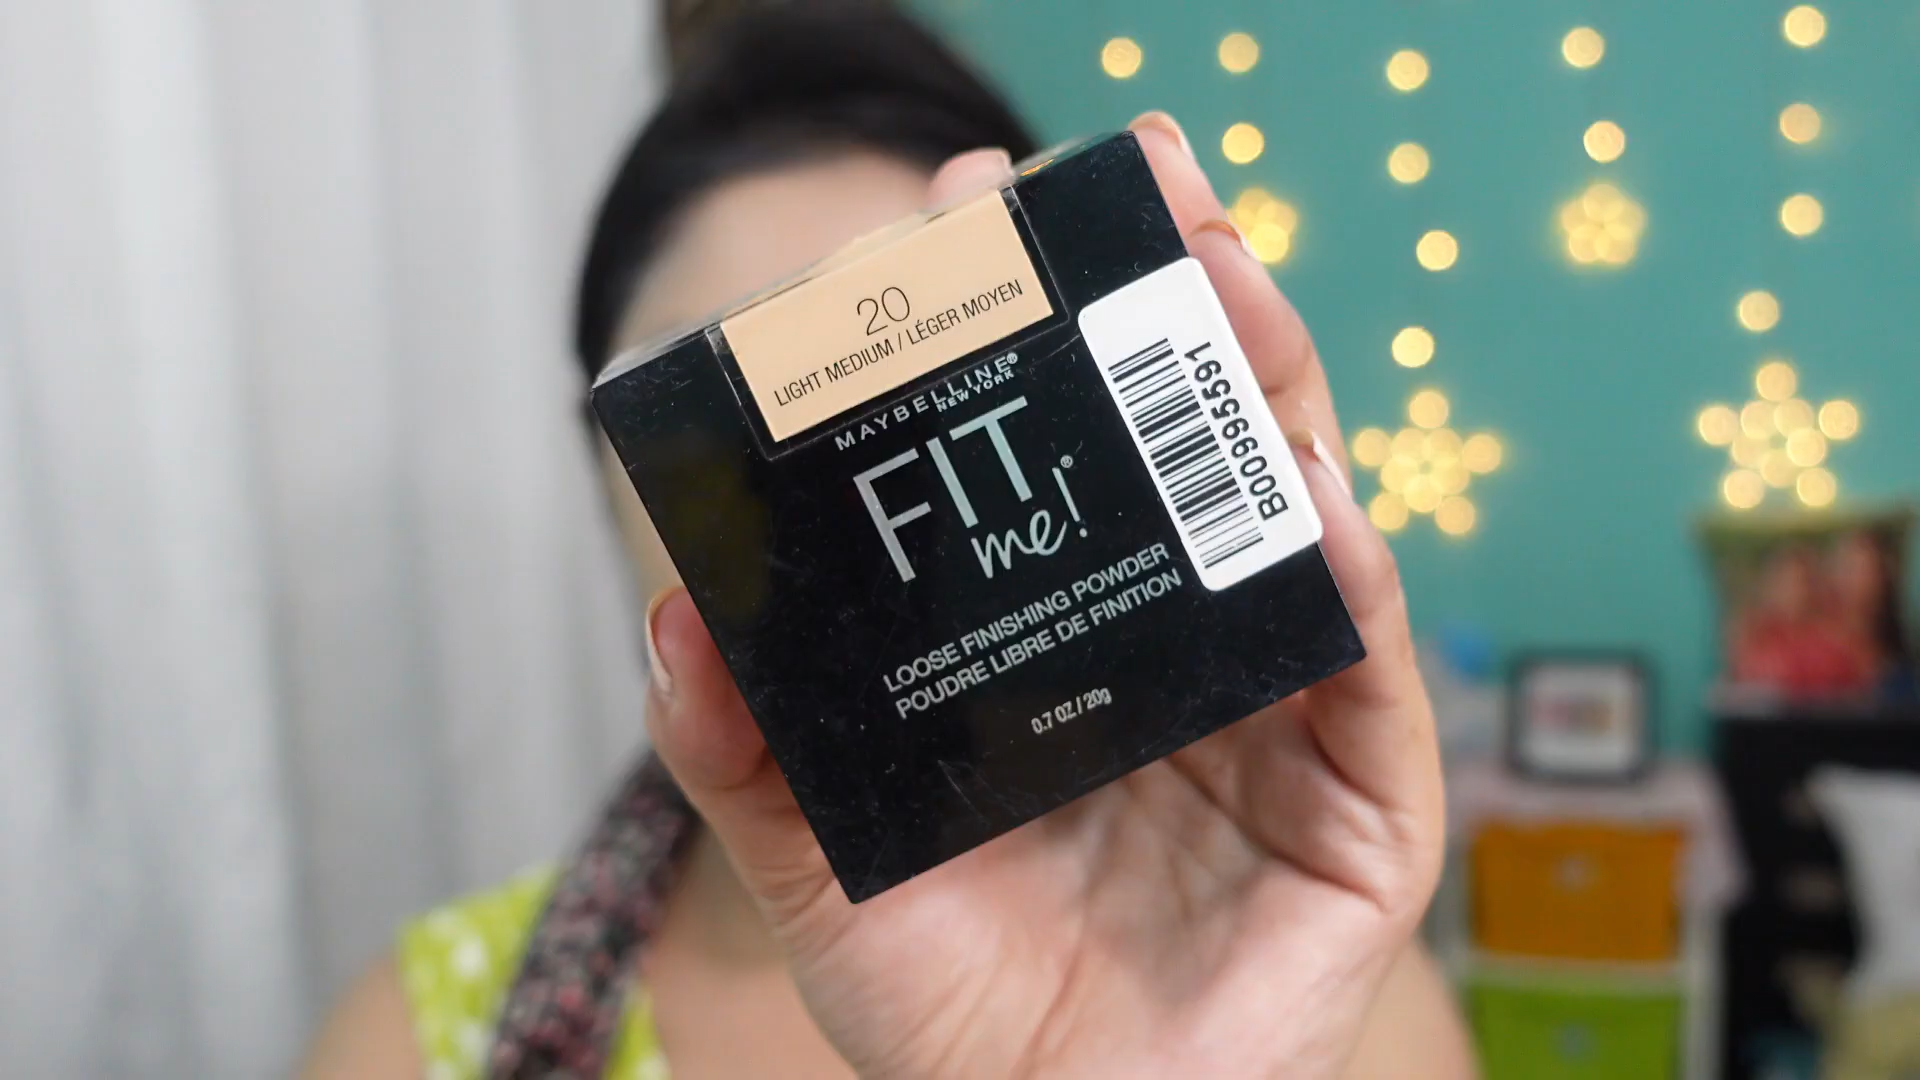 20
LIGHT MEDIUM / LÉGER MOYEN
MAYBELLINE®
NEW YORK
FIT
me!®
LOOSE FINISHING POWDER
POUDRE LIBRE DE FINITION
0.7 OZ / 20g
B00995591